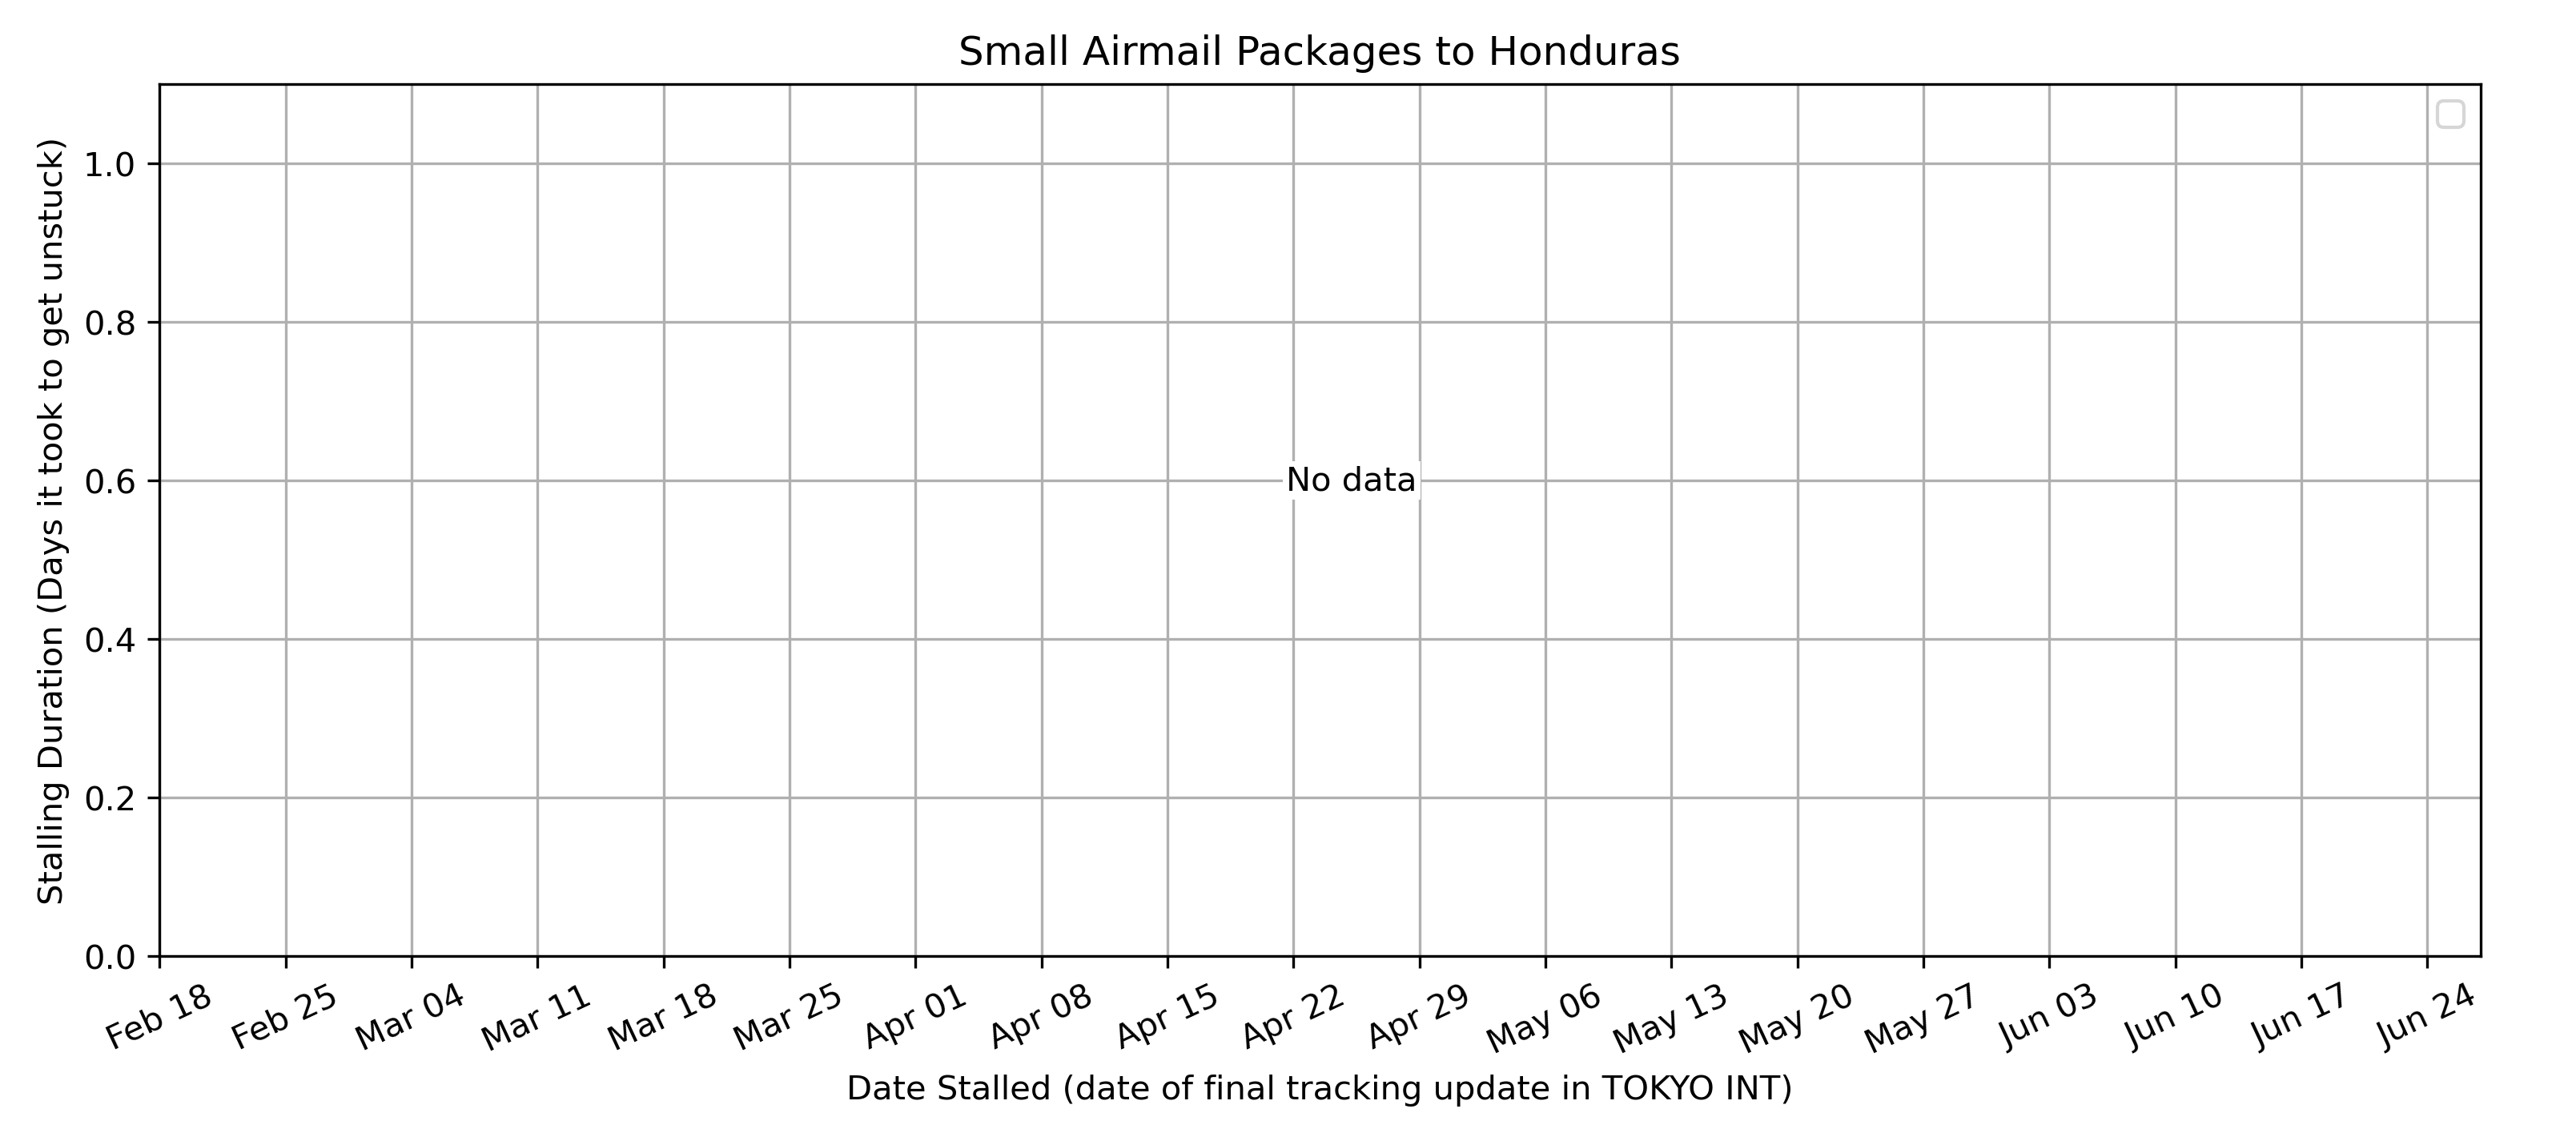 Small Airmail Packages to Honduras
Stalling Duration (Days it took to get unstuck)
1.0
0.8
0.6
0.4
0.2
0.0
No data
Feb 18
Feb 25
Mar 04
Mar 11
Mar 18
Mar 25
Apr 01
Apr 08
Apr 15
Apr 22
Apr 29
May 06
May 13
May 20
May 27
Jun 03
Jun 10
Jun 17
Jun 24
Date Stalled (date of final tracking update in TOKYO INT)